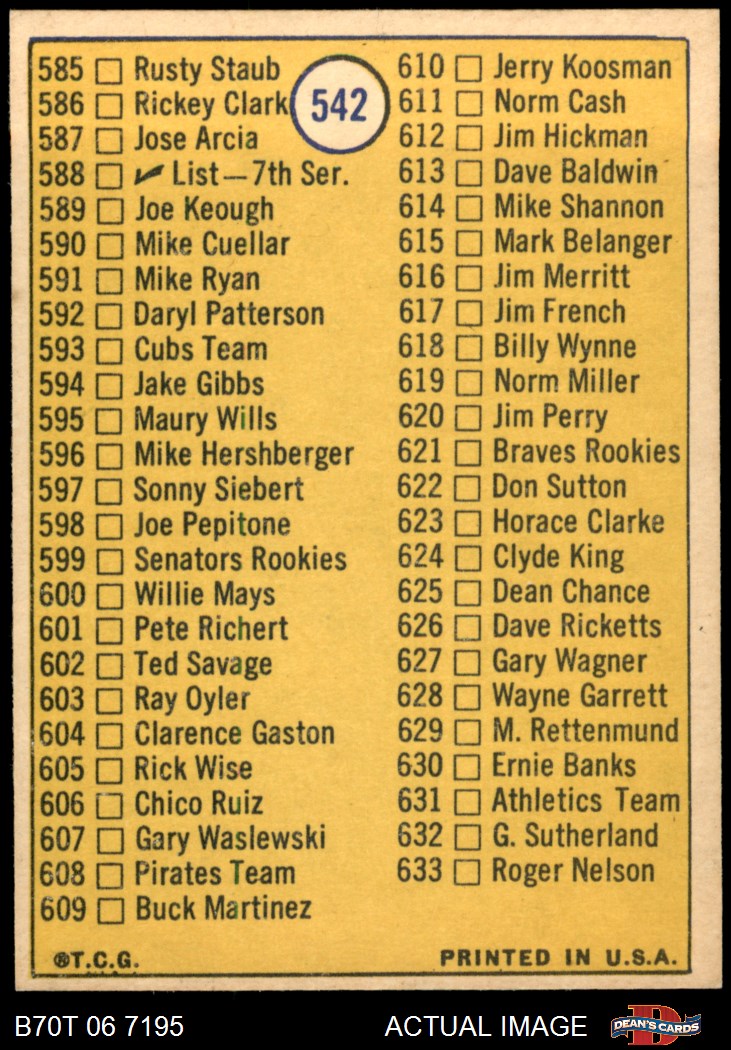 585 Rusty Staub
586 Rickey Clark
587 Jose Arcia
588 List—7th Ser.
589 Joe Keough
590 Mike Cuellar
591 Mike Ryan
592 Daryl Patterson
593 Cubs Team
594 Jake Gibbs
595 Maury Wills
596 Mike Hershberger
597 Sonny Siebert
598 Joe Pepitone
599 Senators Rookies
600 Willie Mays
601 Pete Richert
602 Ted Savage
603 Ray Oyler
604 Clarence Gaston
605 Rick Wise
606 Chico Ruiz
607 Gary Waslewski
608 Pirates Team
609 Buck Martinez
542
610 Jerry Koosman
611 Norm Cash
612 Jim Hickman
613 Dave Baldwin
614 Mike Shannon
615 Mark Belanger
616 Jim Merritt
617 Jim French
618 Billy Wynne
619 Norm Miller
620 Jim Perry
621 Braves Rookies
622 Don Sutton
623 Horace Clarke
624 Clyde King
625 Dean Chance
626 Dave Ricketts
627 Gary Wagner
628 Wayne Garrett
629 M. Rettenmund
630 Ernie Banks
631 Athletics Team
632 G. Sutherland
633 Roger Nelson
®T.C.G.
PRINTED IN U.S.A.
B70T 06 7195
ACTUAL IMAGE
DEAN'S CARDS